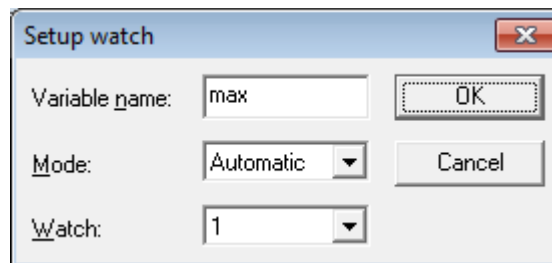 Setup watch
Variable name: max OK
Mode: Automatic Cancel
Watch: 1